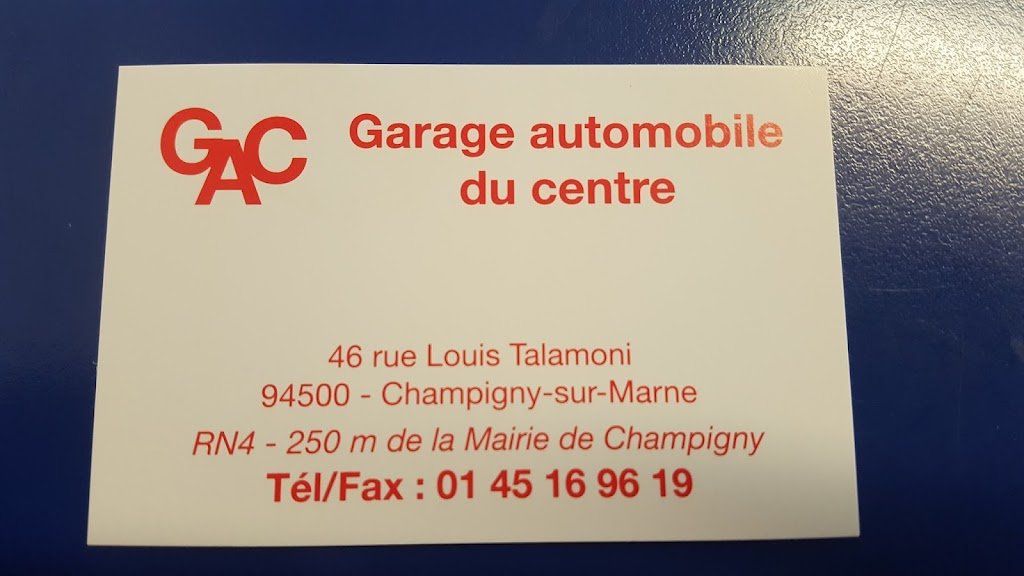 GAC
Garage automobile
du centre
46 rue Louis Talamoni
94500 - Champigny-sur-Marne
RN4 - 250 m de la Mairie de Champigny
Tél/Fax : 01 45 16 96 19